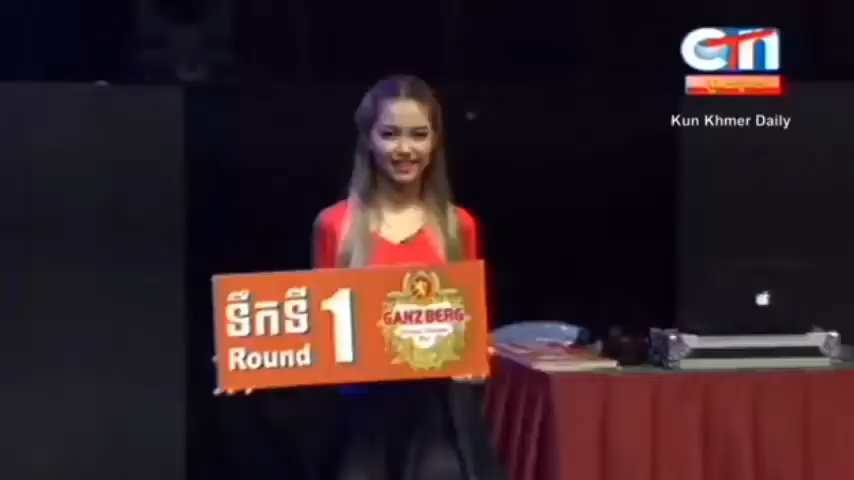 CTN
Kun Khmer Daily
ទឹកទី
Round
1
GANZBERG